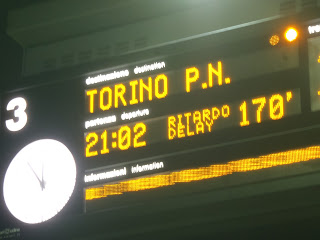 destinazione destination
TORINO P.N.
3
partenza departure
21:02 RITARDO DELAY 170'
informazioni information